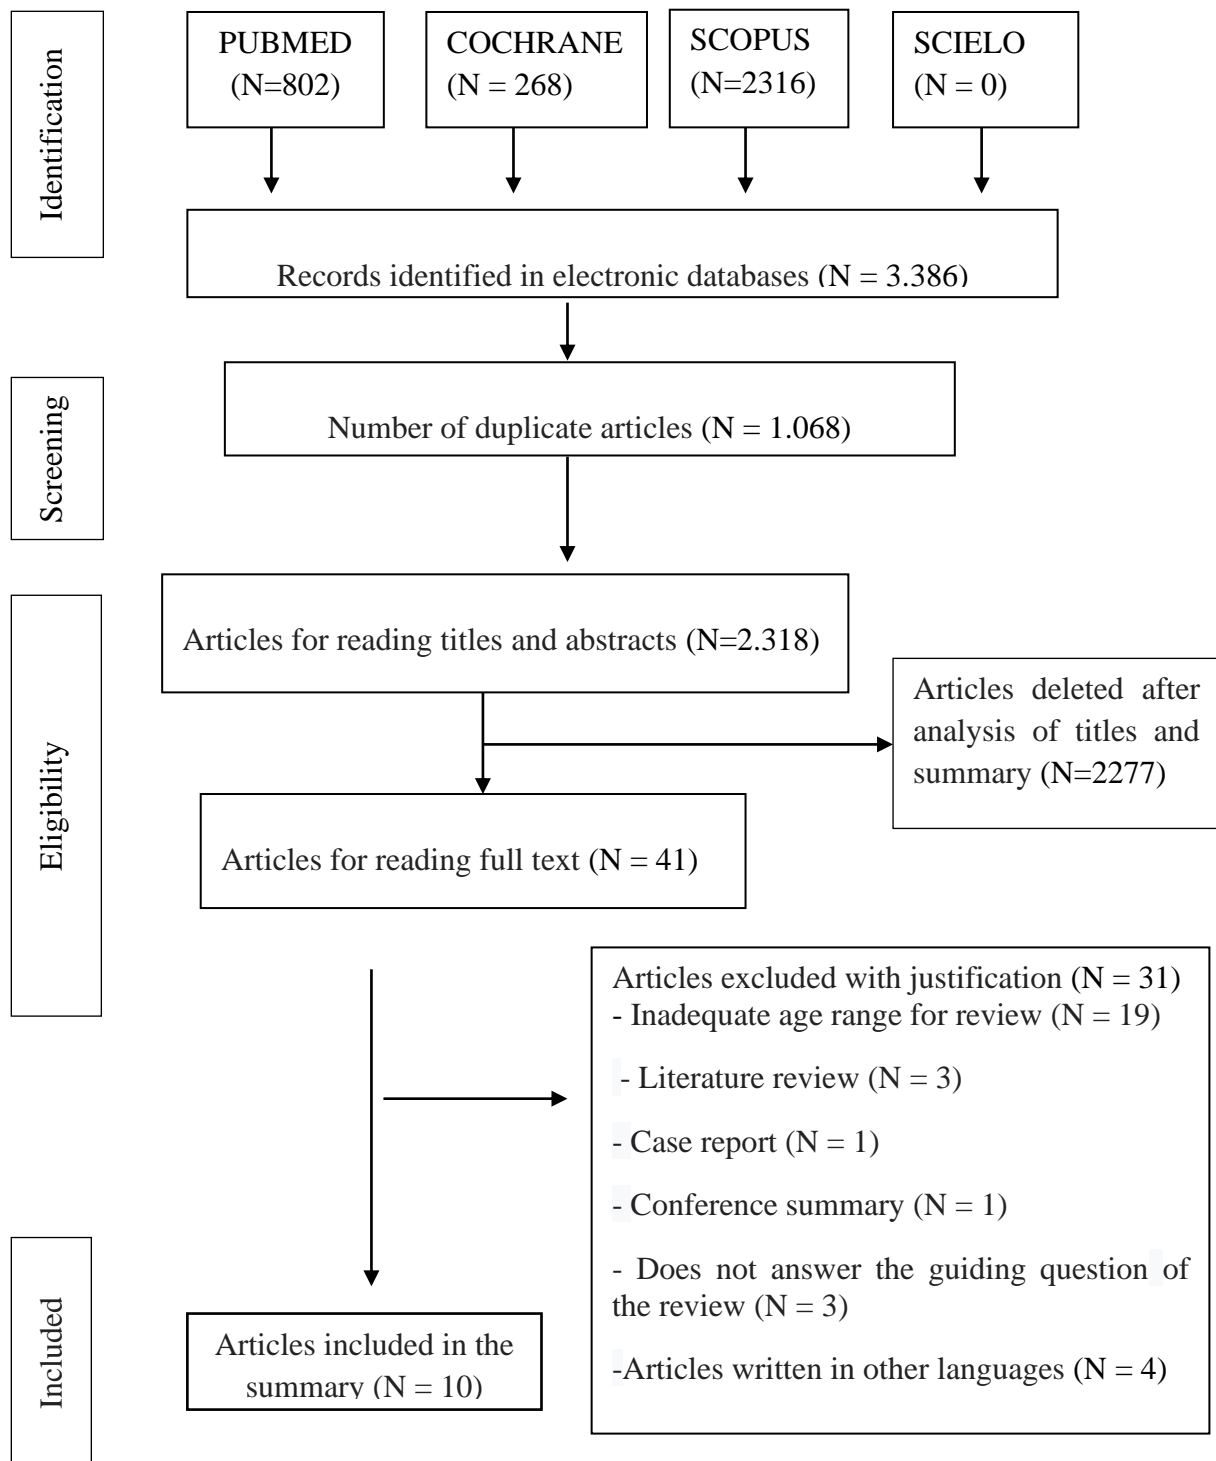 Identification
PUBMED
(N=802)
COCHRANE
(N = 268)
SCOPUS
(N=2316)
SCIELO
(N = 0)
Records identified in electronic databases (N = 3.386)
Screening
Number of duplicate articles (N = 1.068)
Eligibility
Articles for reading titles and abstracts (N=2.318)
Articles deleted after
analysis of titles and
summary (N=2277)
Articles for reading full text (N = 41)
Articles excluded with justification (N = 31)
- Inadequate age range for review (N = 19)
- Literature review (N = 3)
- Case report (N = 1)
- Conference summary (N = 1)
- Does not answer the guiding question of
the review (N = 3)
-Articles written in other languages (N = 4)
Included
Articles included in the
summary (N = 10)